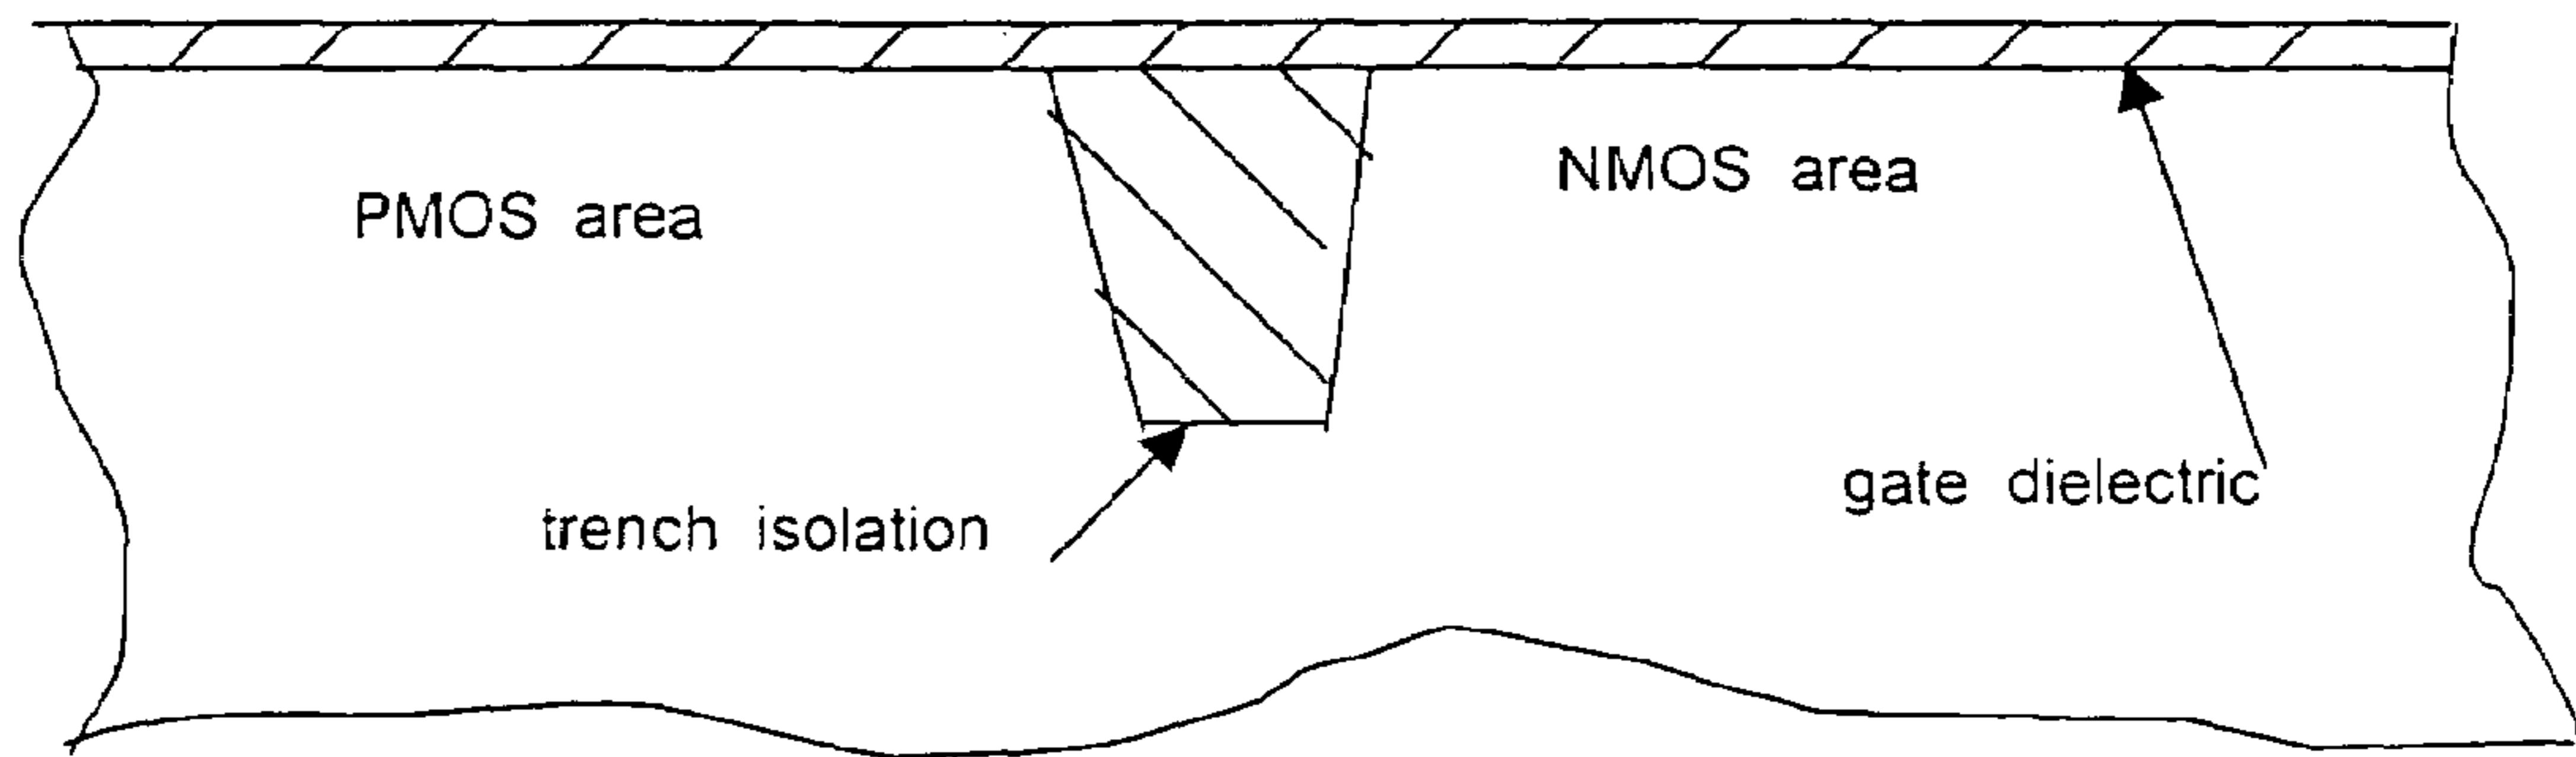 PMOS area
NMOS area
trench isolation
gate dielectric